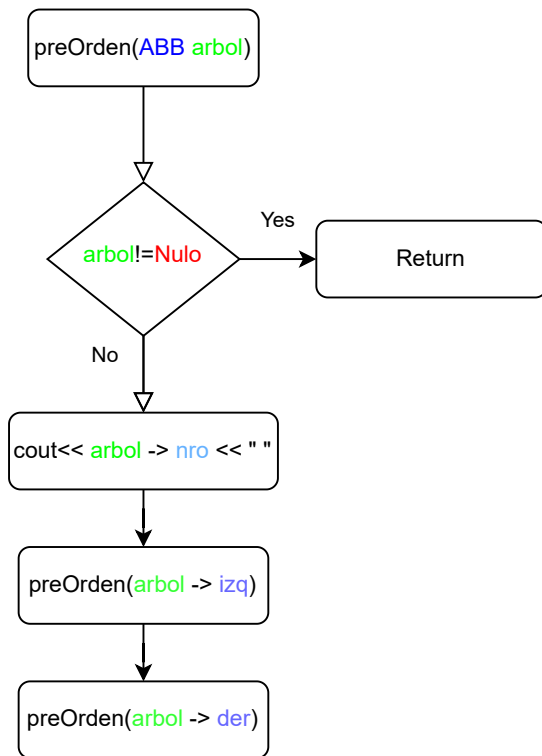 preOrden(ABB arbol)
arbol!=Nulo
Yes
Return
No
cout<< arbol -> nro << " "
preOrden(arbol -> izq)
preOrden(arbol -> der)